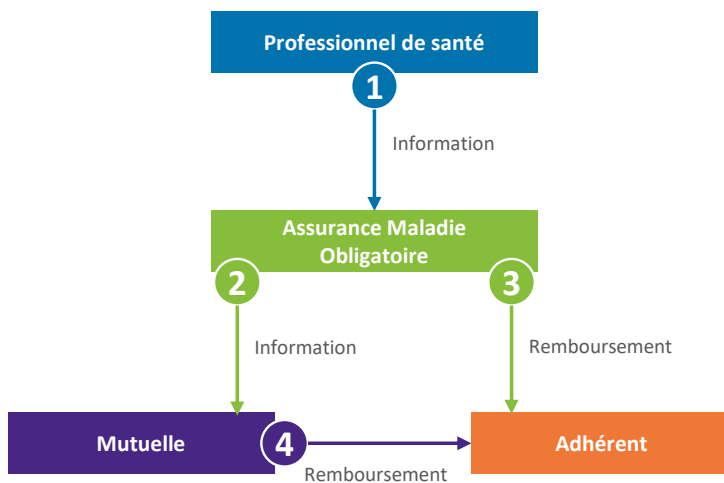 Professionnel de santé
1
Information
Assurance Maladie
Obligatoire
2
3
Information
Remboursement
Mutuelle
4
Adhérent
Remboursement